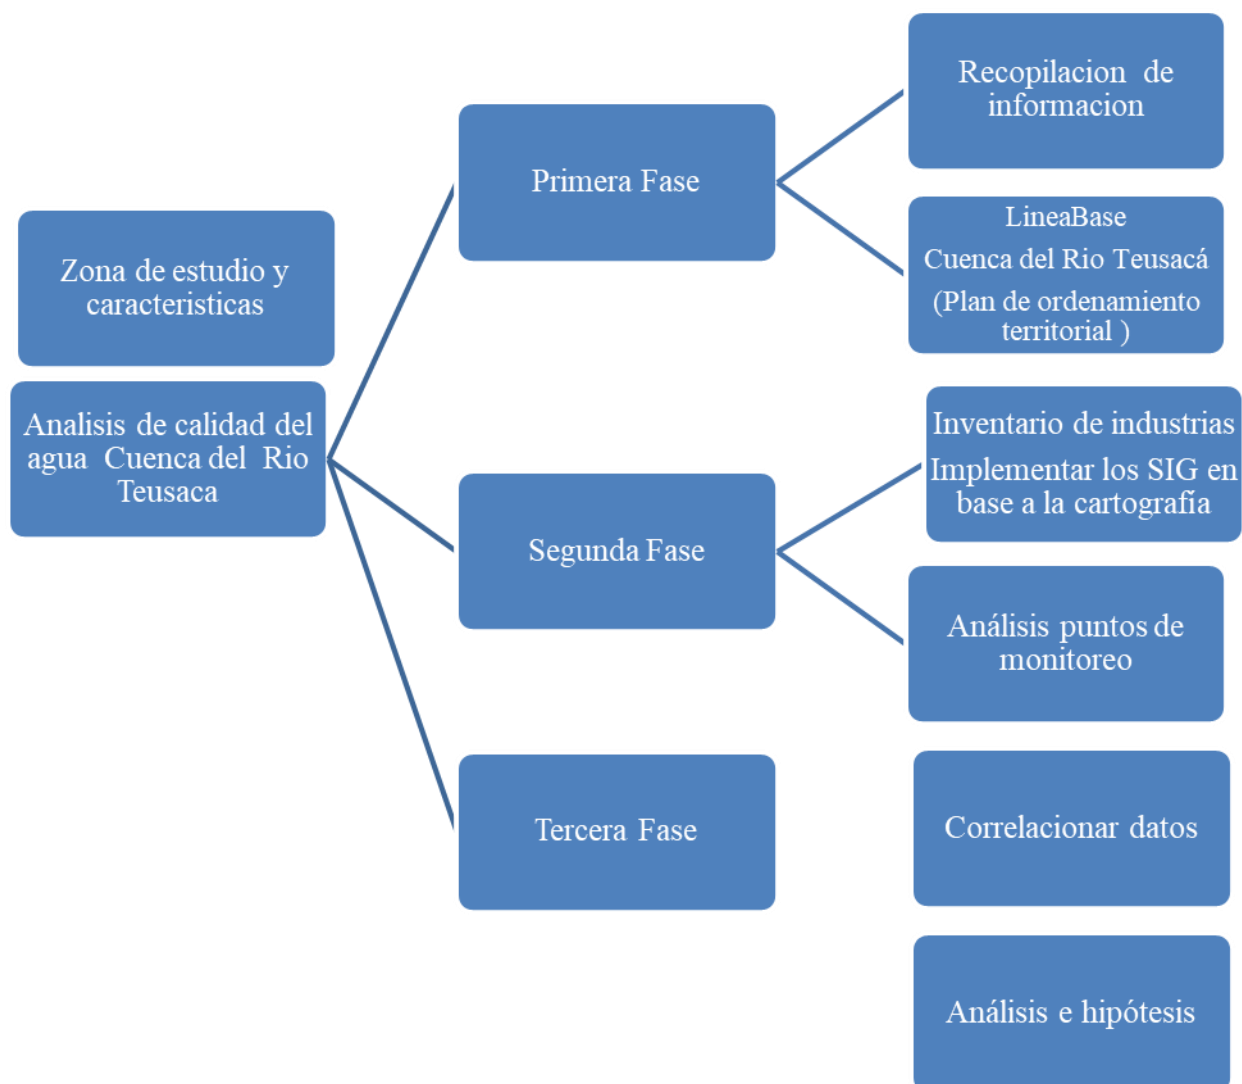 Zona de estudio y
caracteristicas
Analisis de calidad del
agua Cuenca del Rio
Teusaca
Primera Fase
Recopilacion de
informacion
LineaBase
Cuenca del Rio Teusacá
(Plan de ordenamiento
territorial )
Segunda Fase
Inventario de industrias
Implementar los SIG en
base a la cartografía
Análisis puntos de
monitoreo
Tercera Fase
Correlacionar datos
Análisis e hipótesis